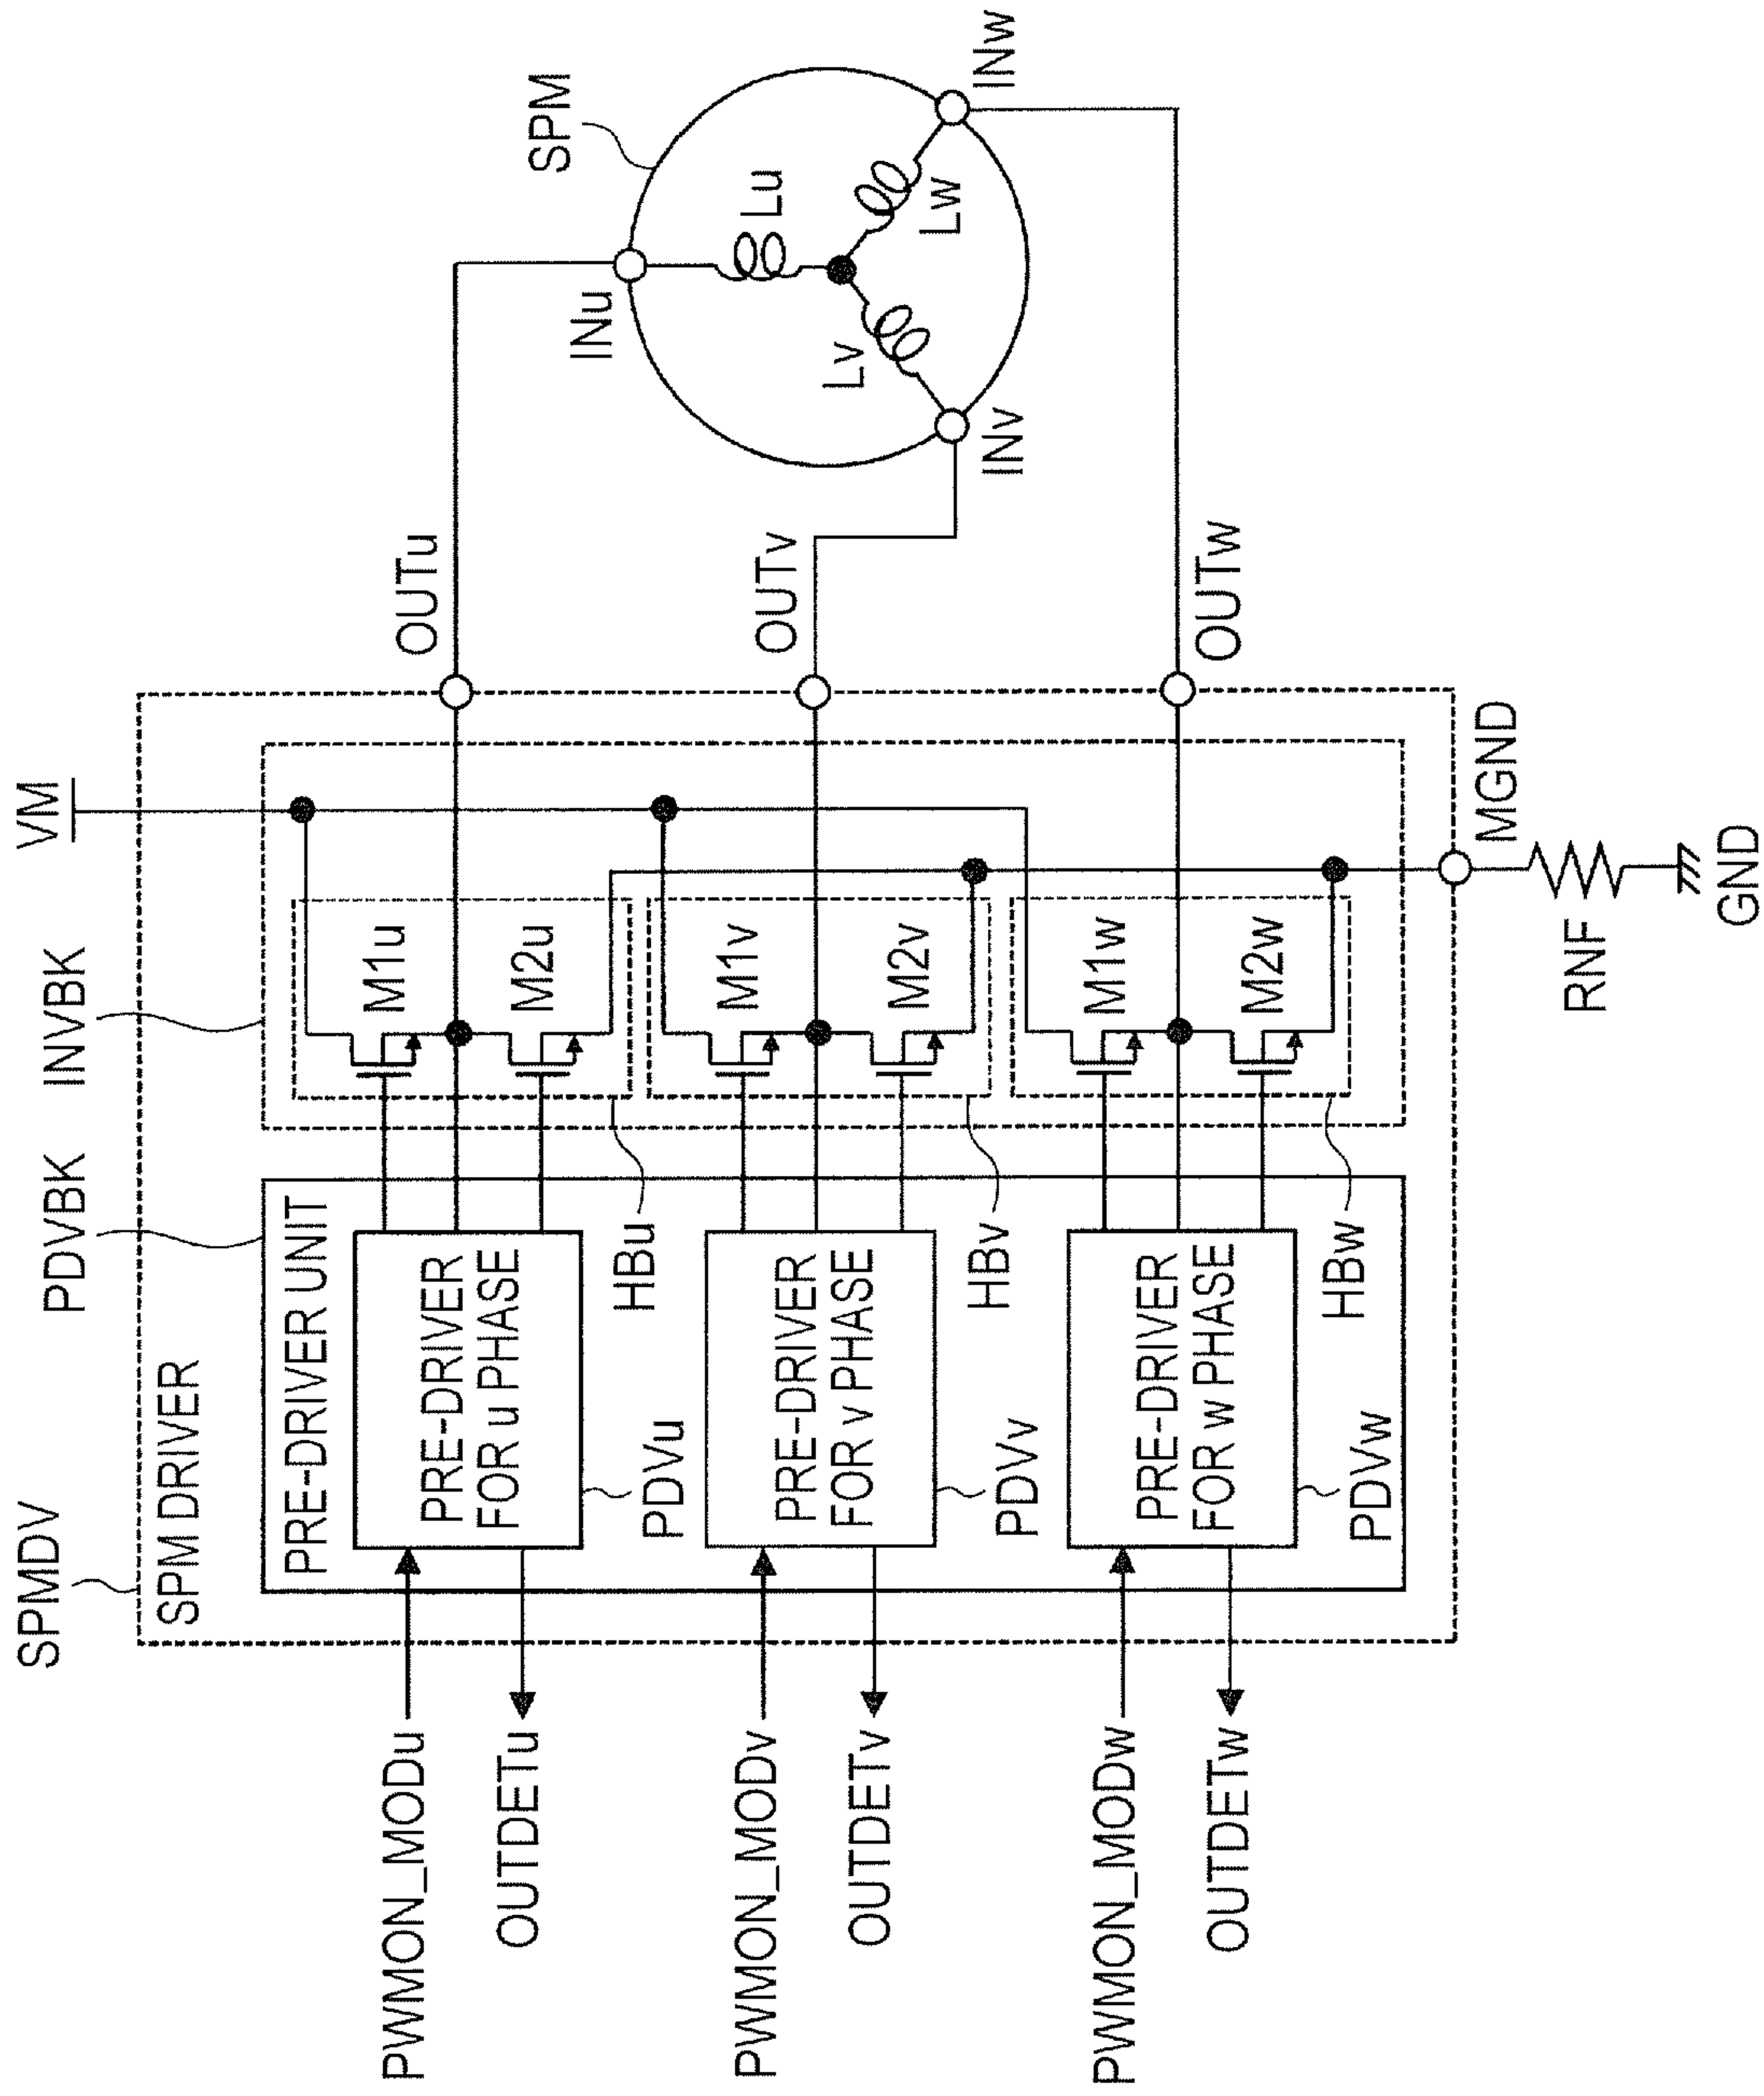 SPMDV
PDVBK
INVBK
VM
SPM DRIVER
PRE-DRIVER UNIT
PWMON_MODu
OUTDETu
PRE-DRIVER
FOR u PHASE
PDVu
HBu
M1u
M2u
OUTu
PWMON_MODv
OUTDETv
PRE-DRIVER
FOR v PHASE
PDVv
HBv
M1v
M2v
OUTv
PWMON_MODw
OUTDETw
PRE-DRIVER
FOR w PHASE
PDVw
HBw
M1w
M2w
OUTw
SPM
INu
Lu
Lv
Lw
INv
INw
MGND
RNF
GND